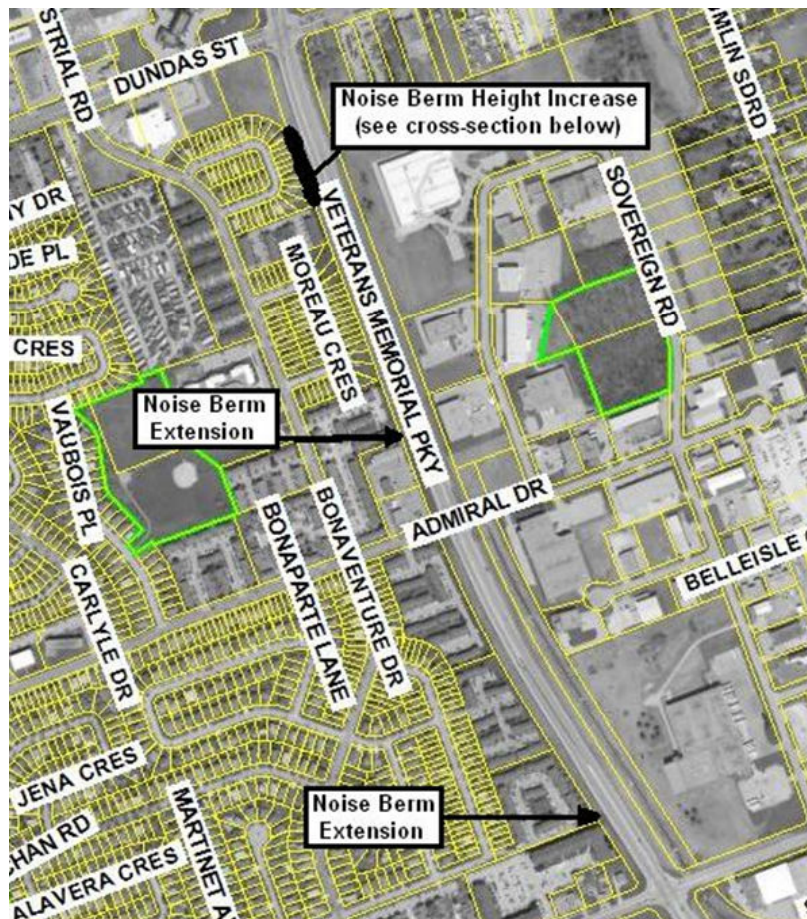 STRIAL RD
DUNDAS ST
MLIN SDRD
Noise Berm Height Increase
(see cross-section below)
SOVEREIGN RD
VETERANS MEMORIAL PKY
Y DR
DE PL
MOREAU CRES
CRES
Noise Berm
Extension
VAUBOIS PL
ADMIRAL DR
BONAVENTURE DR
BONAPARTE LANE
BELLEISLE
CARLYLE DR
JENA CRES
Noise Berm
Extension
MARTINET A
HAN RD
ALAVERA CRES